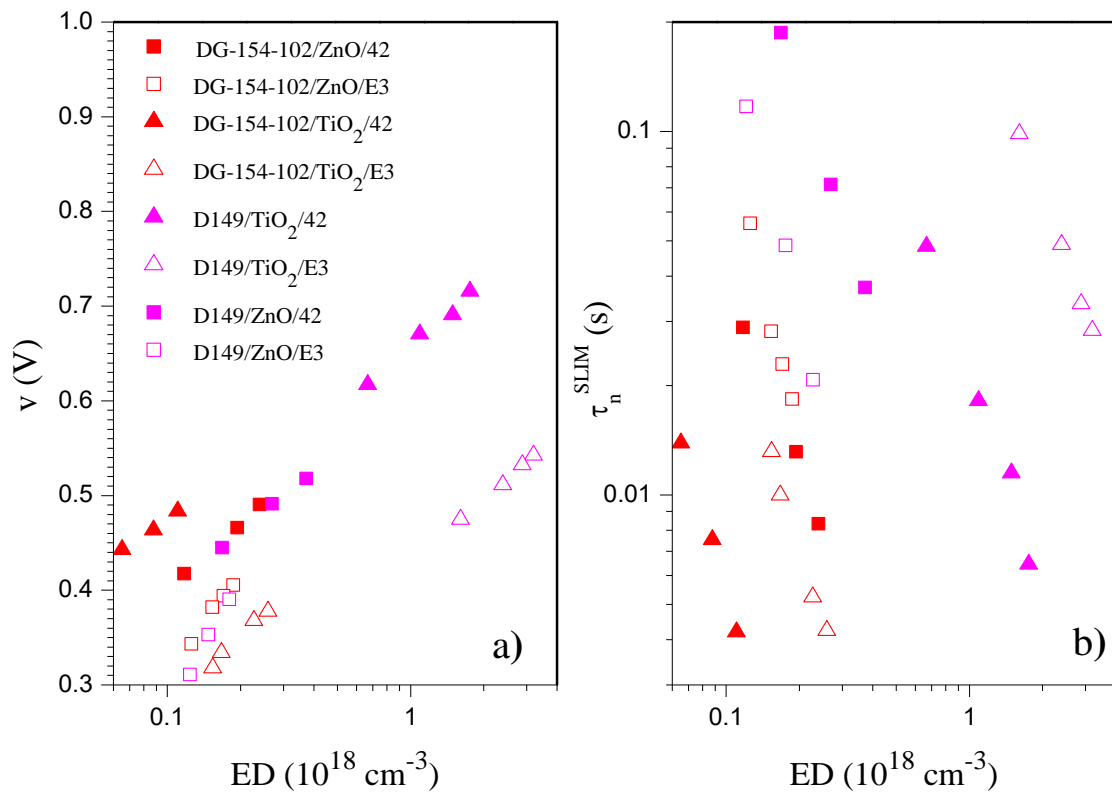 1.0
0.9
0.8
0.7
0.6
0.5
0.4
0.3
v (V)
DG-154-102/ZnO/42
DG-154-102/ZnO/E3
DG-154-102/TiO2/42
DG-154-102/TiO2/E3
D149/TiO2/42
D149/TiO2/E3
D149/ZnO/42
D149/ZnO/E3
a)
0.1 1
ED (10^18 cm^-3)
0.1
0.01
τn^SLIM (s)
b)
0.1 1
ED (10^18 cm^-3)